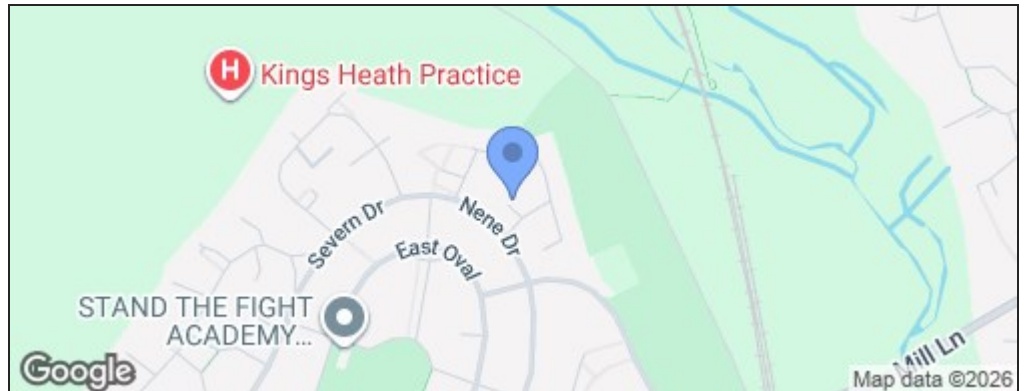 H
Kings Heath Practice
Severn Dr
Nene Dr
East Oval
STAND THE FIGHT
ACADEMY...
Mill Ln
Google
Map data ©2026